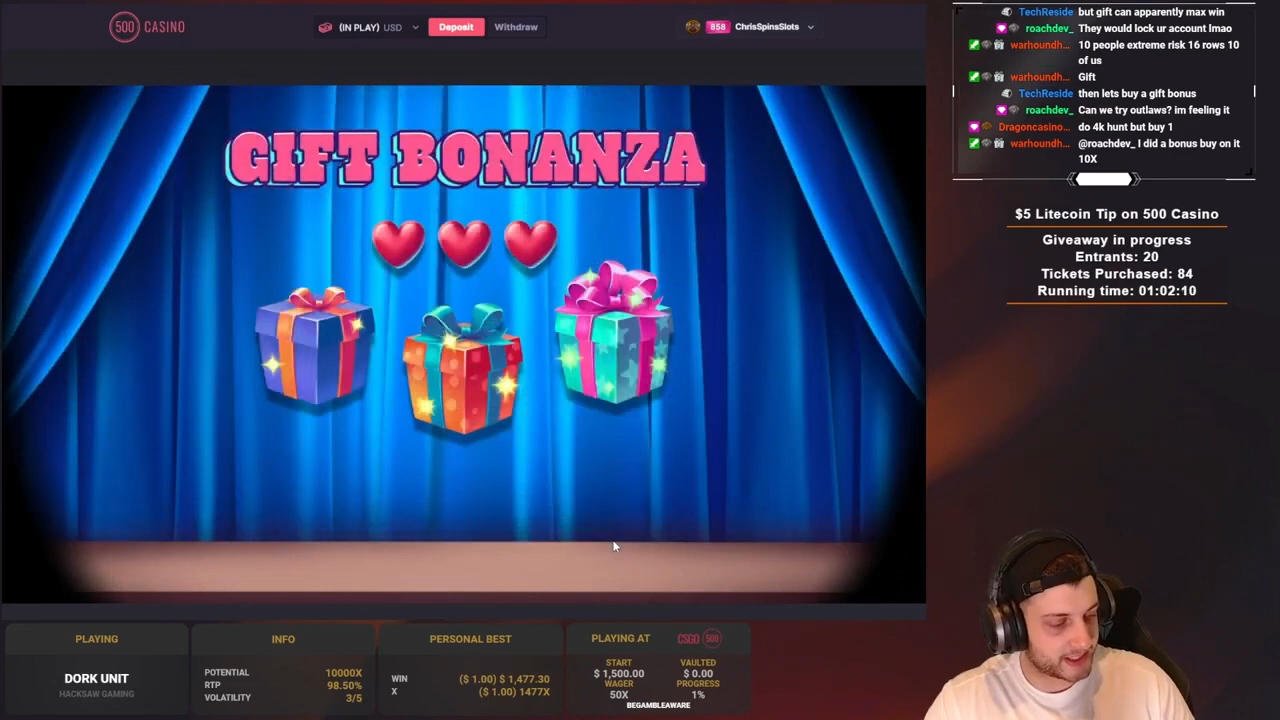 500 CASINO
(IN PLAY) USD
Deposit
Withdraw
858 ChrisSpinsSlots
GIFT BONANZA
TechReside but gift can apparently max win
roachdev_ They would lock ur account lmao
warhoundh... 10 people extreme risk 16 rows 10
of us
warhoundh... Gift
TechReside then lets buy a gift bonus
roachdev_ Can we try outlaws? im feeling it
Dragoncasino... do 4k hunt but buy 1
warhoundh... @roachdev_ I did a bonus buy on it
10X
$5 Litecoin Tip on 500 Casino
Giveaway in progress
Entrants: 20
Tickets Purchased: 84
Running time: 01:02:10
PLAYING
DORK UNIT
HACKSAW GAMING
INFO
POTENTIAL 10000X
RTP 98.50%
VOLATILITY 3/5
PERSONAL BEST
WIN ($ 1.00) $ 1,477.30
X ($ 1.00) 1477X
PLAYING AT CSGO 500
START VAULTED
$ 1,500.00 $ 0.00
WAGER PROGRESS
50X 1%
BEGAMBLEAWARE